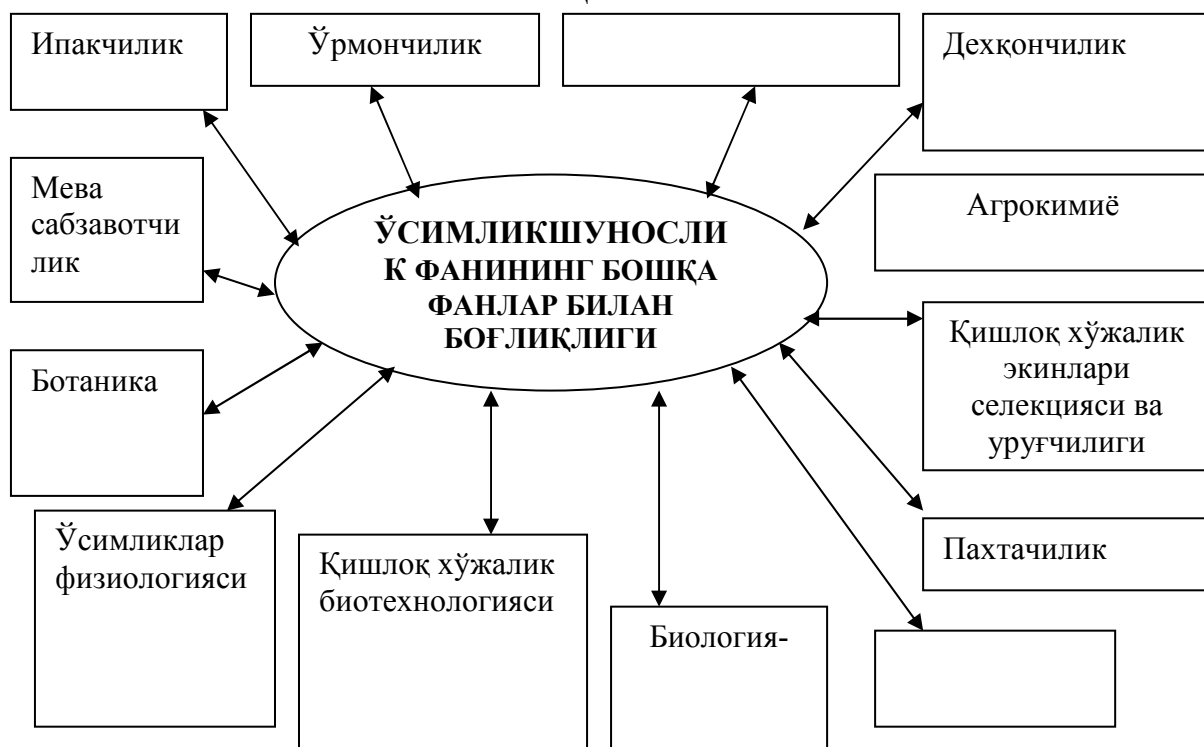 Ипакчилик
Ўрмончилик
Дехқончилик
Мева
сабзавотчи
лик
Агрокимё
ЎСИМЛИКШУНОСЛИ
К ФАНИНИНГ БОШҚА
ФАНЛАР БИЛАН
БОҒЛИҚЛИГИ
Қишлоқ хўжалик
экинлари
селекцияси ва
уруғчилиги
Ботаника
Ўсимликлар
физиологияси
Қишлоқ хўжалик
биотехнологияси
Биология-
Пахтачилик